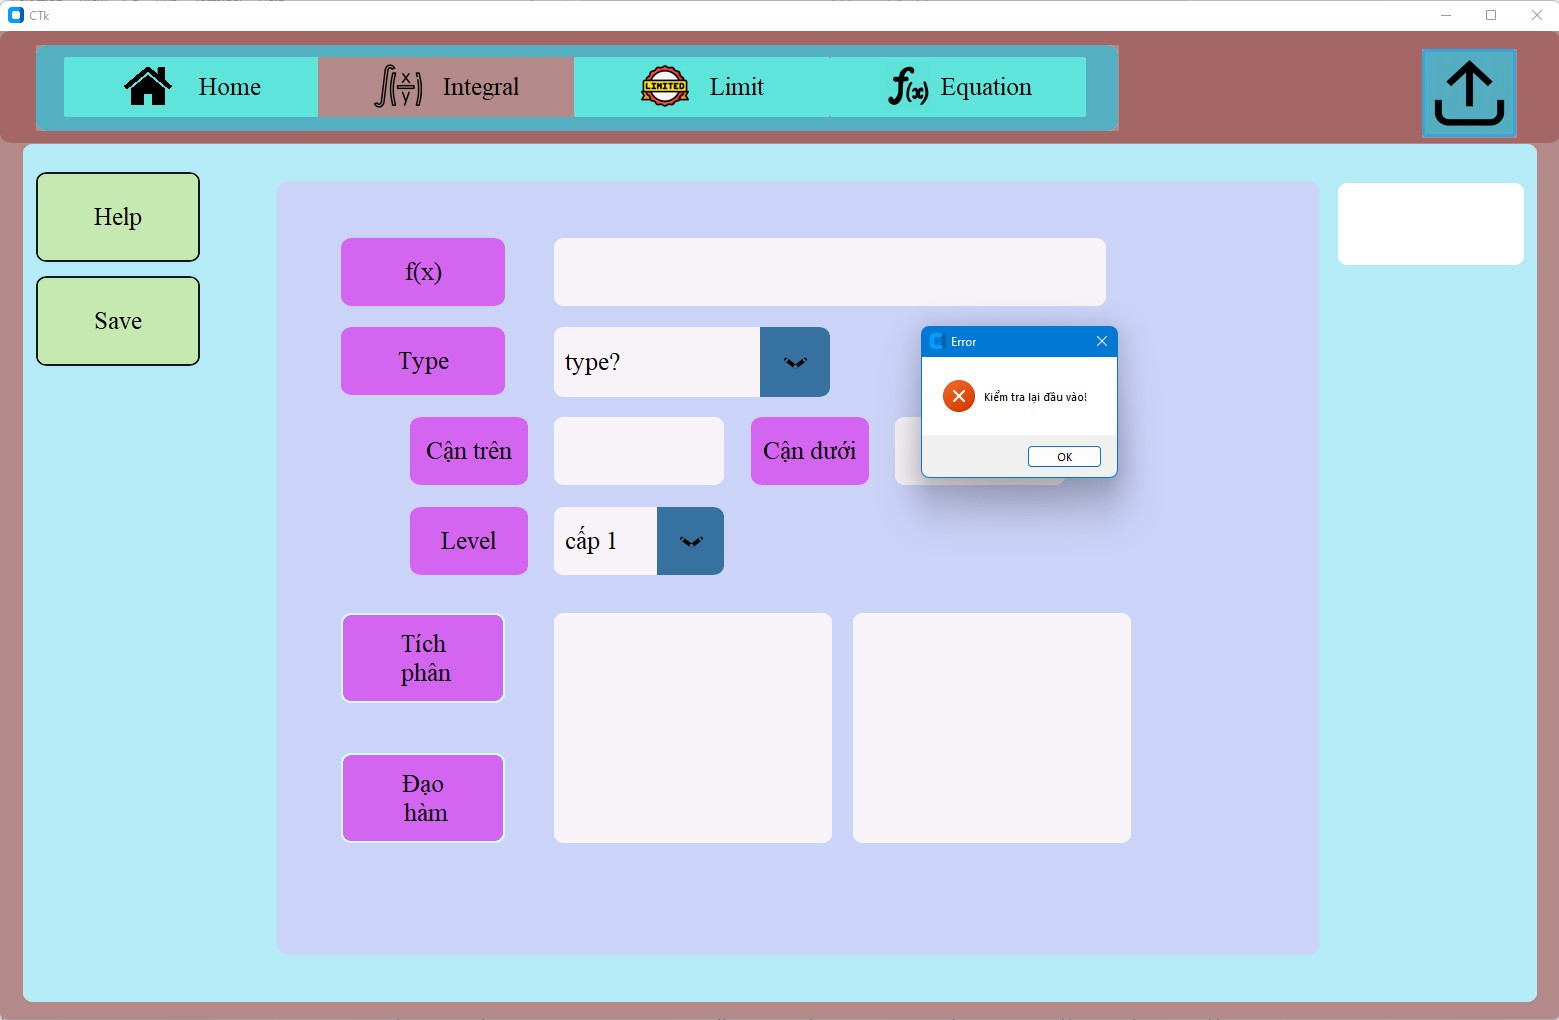 CTk
Home
Integral
LIMITED
Limit
f(x)
Equation
Help
Save
f(x)
Type
type?
Error
Kiểm tra lại đầu vào!
OK
Cận trên
Cận dưới
Level
cấp 1
Tích
phân
Đạo
hàm